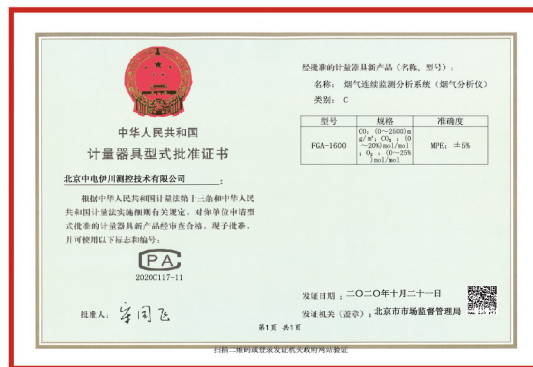 中华人民共和国
计量器具型式批准证书
北京中电伊川测控技术有限公司：
根据中华人民共和国计量法第十三条和中华人民
共和国计量法实施细则有关规定，对你单位申请型
式批准的计量器具新产品经审查合格，现予批准，
并可使用以下标志和编号：
CPA
2020C117-11
批准人：
经批准的计量器具新产品（名称、型号）：
名称： 烟气连续监测分析系统（烟气分析仪）
类别： C
型号 规格 准确度
CO：（0～2500)m
g/m³；CO₂：（0
FGA-1600 ～20%)mol/mol MPE：±5%
；O₂：（0～25%
)mol/mol
发证日期：二〇二〇年十月二十一日
发证机关（盖章）：北京市市场监督管理局
第1页 共1页
扫描二维码或登录发证机关政府网站验证